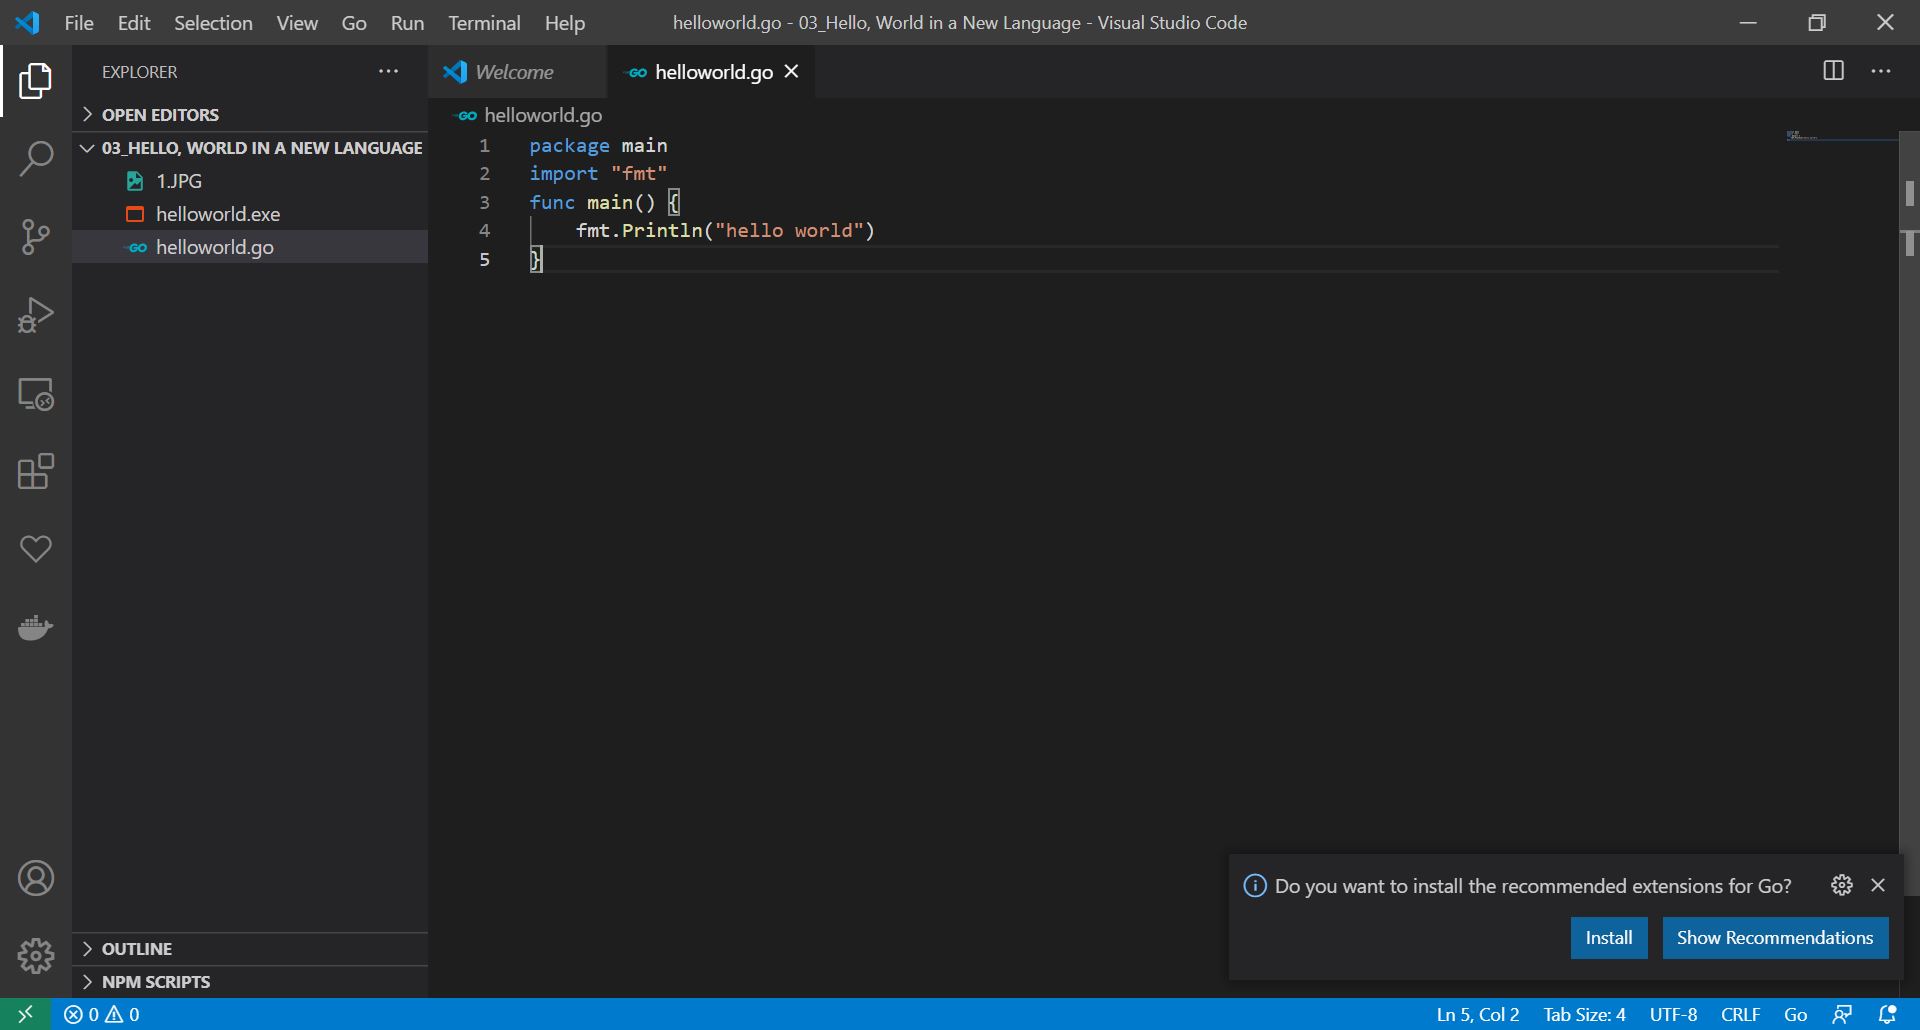 File Edit Selection View Go Run Terminal Help
helloworld.go - 03_Hello, World in a New Language - Visual Studio Code
EXPLORER
Welcome
GO helloworld.go
OPEN EDITORS
03_HELLO, WORLD IN A NEW LANGUAGE
1.JPG
helloworld.exe
GO helloworld.go
GO helloworld.go
1 package main
2 import "fmt"
3 func main() {
4 fmt.Println("hello world")
5 }
Do you want to install the recommended extensions for Go?
Install
Show Recommendations
OUTLINE
NPM SCRIPTS
0 0
Ln 5, Col 2 Tab Size: 4 UTF-8 CRLF Go